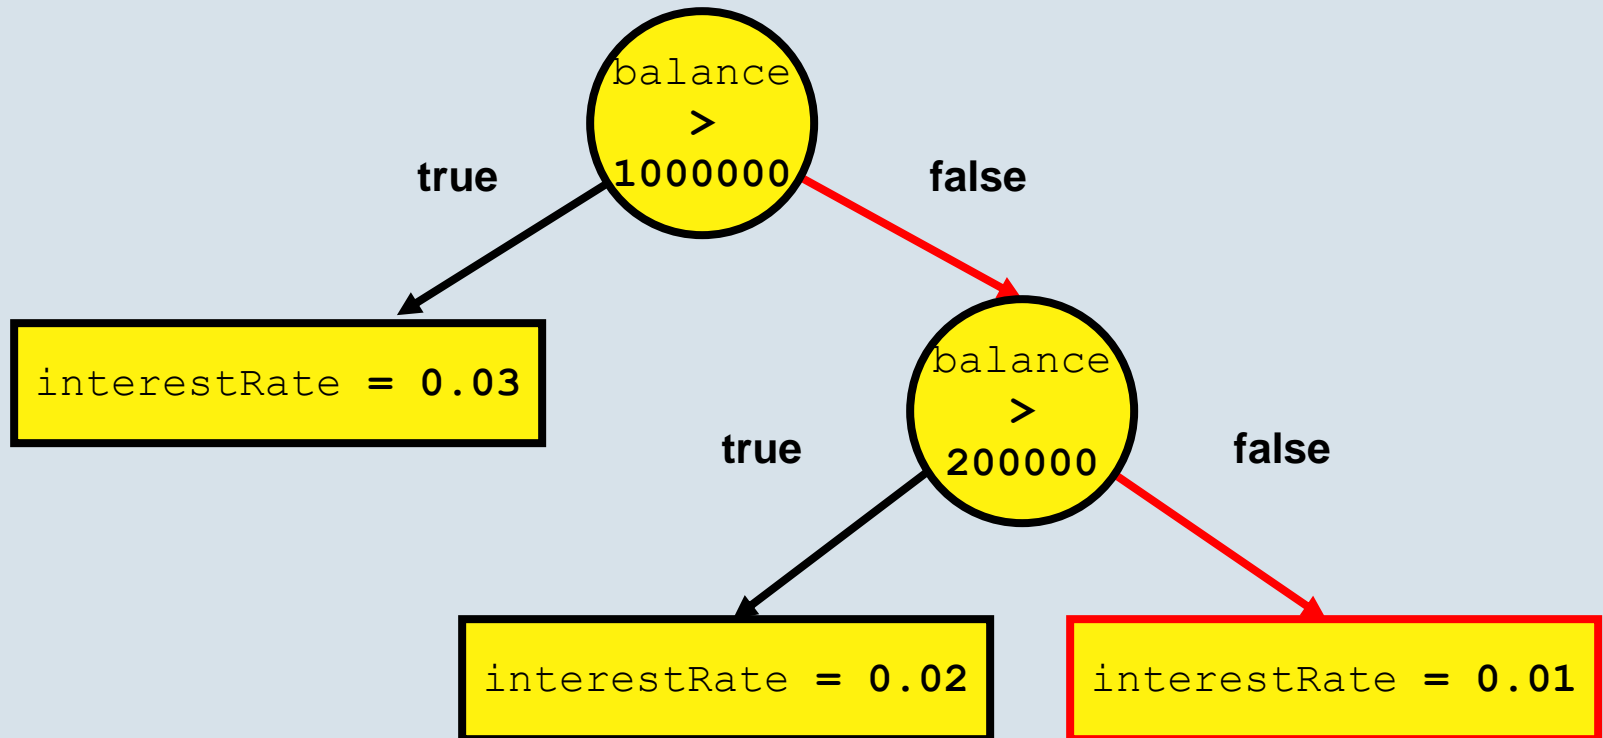 balance
>
1000000
true
false
interestRate = 0.03
balance
>
200000
true
false
interestRate = 0.02
interestRate = 0.01